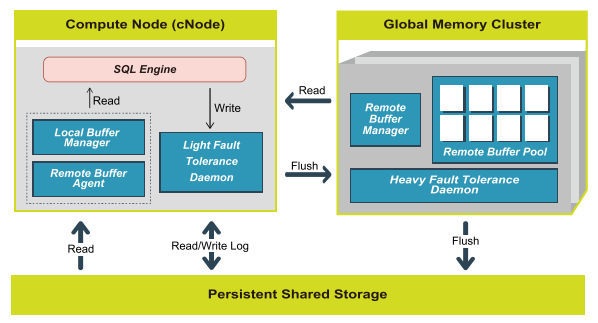 Compute Node (cNode)
SQL Engine
Read
Write
Local Buffer
Manager
Remote Buffer
Agent
Light Fault
Tolerance
Daemon
Read
Flush
Global Memory Cluster
Remote
Buffer
Manager
Remote Buffer Pool
Heavy Fault Tolerance
Daemon
Read
Read/Write Log
Flush
Persistent Shared Storage